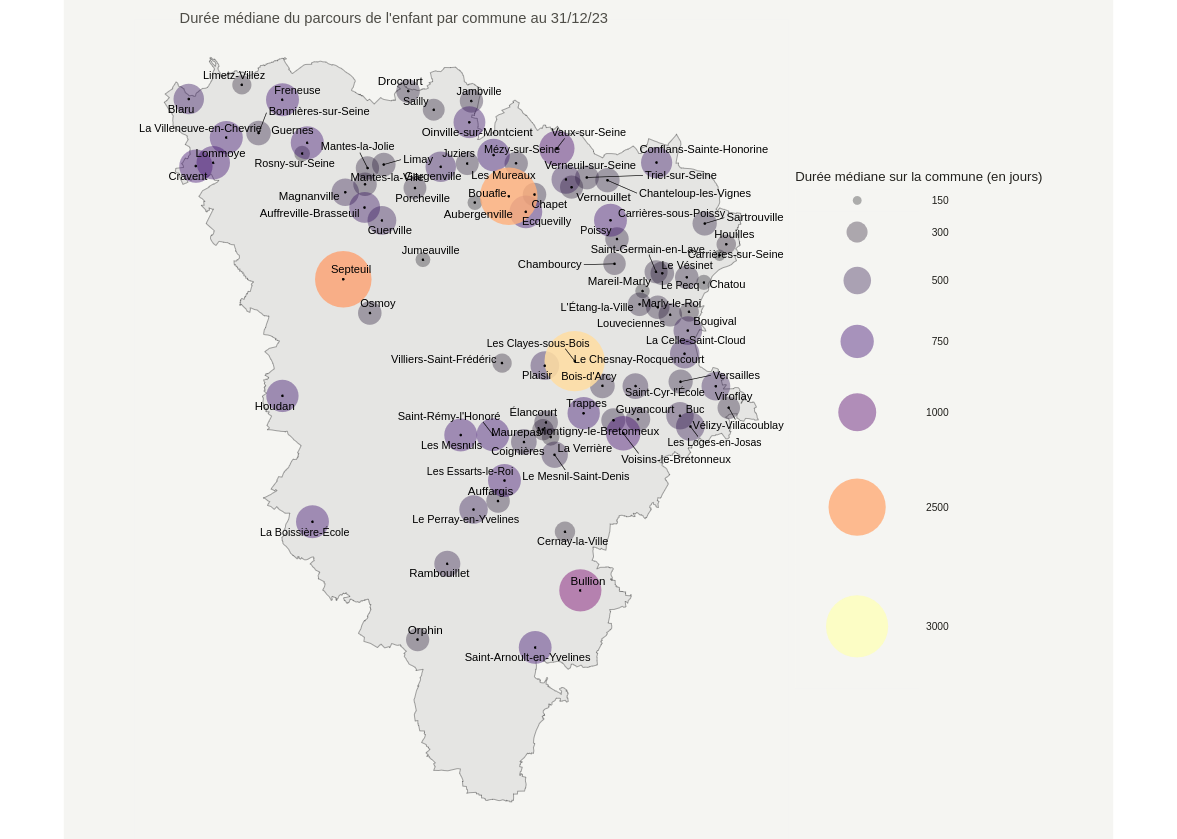 Durée médiane du parcours de l'enfant par commune au 31/12/23
Limetz-Villez
Blaru
Freneuse
Bonnières-sur-Seine
La Villeneuve-en-Chevrie
Guernes
Lommoye
Cravent
Rosny-sur-Seine
Mantes-la-Jolie
Drocourt
Sailly
Jambville
Oinville-sur-Montcient
Vaux-sur-Seine
Limay
Juziers
Mézy-sur-Seine
Mantes-la-Ville
Gargenville
Les Mureaux
Verneuil-sur-Seine
Conflans-Sainte-Honorine
Triel-sur-Seine
Magnanville
Porcheville
Bouafle
Chapet
Vernouillet
Chanteloup-les-Vignes
Auffreville-Brasseuil
Aubergenville
Ecquevilly
Carrières-sous-Poissy
Sartrouville
Guerville
Poissy
Houilles
Jumeauville
Saint-Germain-en-Laye
Carrières-sur-Seine
Chambourcy
Le Vésinet
Septeuil
Mareil-Marly
Le Pecq
Chatou
Osmoy
L'Étang-la-Ville
Marly-le-Roi
Louveciennes
Bougival
Les Clayes-sous-Bois
La Celle-Saint-Cloud
Villiers-Saint-Frédéric
Le Chesnay-Rocquencourt
Plaisir
Bois-d'Arcy
Versailles
Saint-Cyr-l'École
Viroflay
Houdan
Trappes
Saint-Rémy-l'Honoré
Élancourt
Guyancourt
Buc
Maurepas
Montigny-le-Bretonneux
Vélizy-Villacoublay
Les Mesnuls
Coignières
La Verrière
Les Loges-en-Josas
Voisins-le-Bretonneux
Les Essarts-le-Roi
Le Mesnil-Saint-Denis
Auffargis
Le Perray-en-Yvelines
La Boissière-École
Cernay-la-Ville
Rambouillet
Bullion
Orphin
Saint-Arnoult-en-Yvelines
Durée médiane sur la commune (en jours)
150
300
500
750
1000
2500
3000